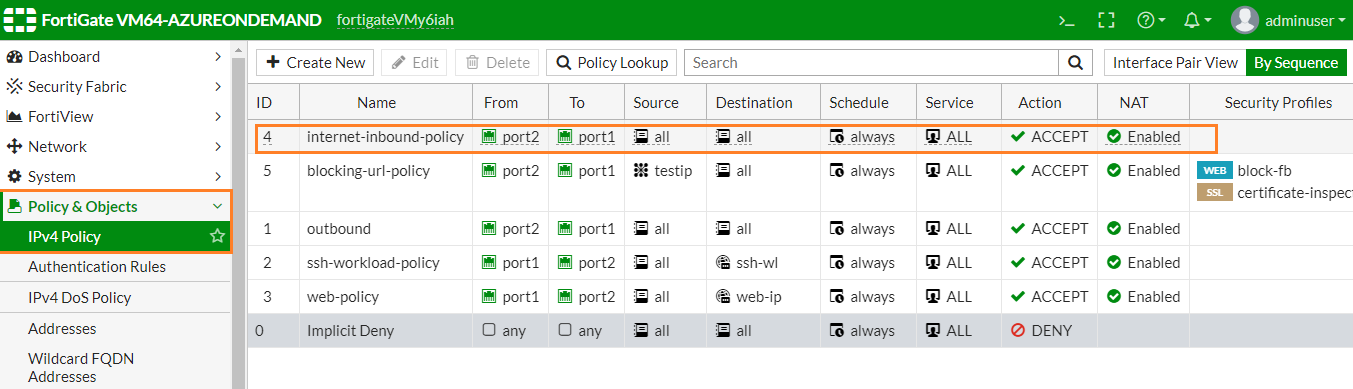 FortiGate VM64-AZUREONDEMAND fortigateVMy6iah >_ adminuser
Dashboard
Security Fabric
FortiView
Network
System
Policy & Objects
IPv4 Policy
Authentication Rules
IPv4 DoS Policy
Addresses
Wildcard FQDN
Addresses
+ Create New Edit Delete Policy Lookup Search Interface Pair View By Sequence
ID Name From To Source Destination Schedule Service Action NAT Security Profiles
4 internet-inbound-policy port2 port1 all all always ALL ACCEPT Enabled
5 blocking-url-policy port2 port1 testip all always ALL ACCEPT Enabled WEB block-fb
SSL certificate-inspect
1 outbound port2 port1 all all always ALL ACCEPT Enabled
2 ssh-workload-policy port1 port2 all ssh-wl always ALL ACCEPT Enabled
3 web-policy port1 port2 all web-ip always ALL ACCEPT Enabled
0 Implicit Deny any any all all always ALL DENY